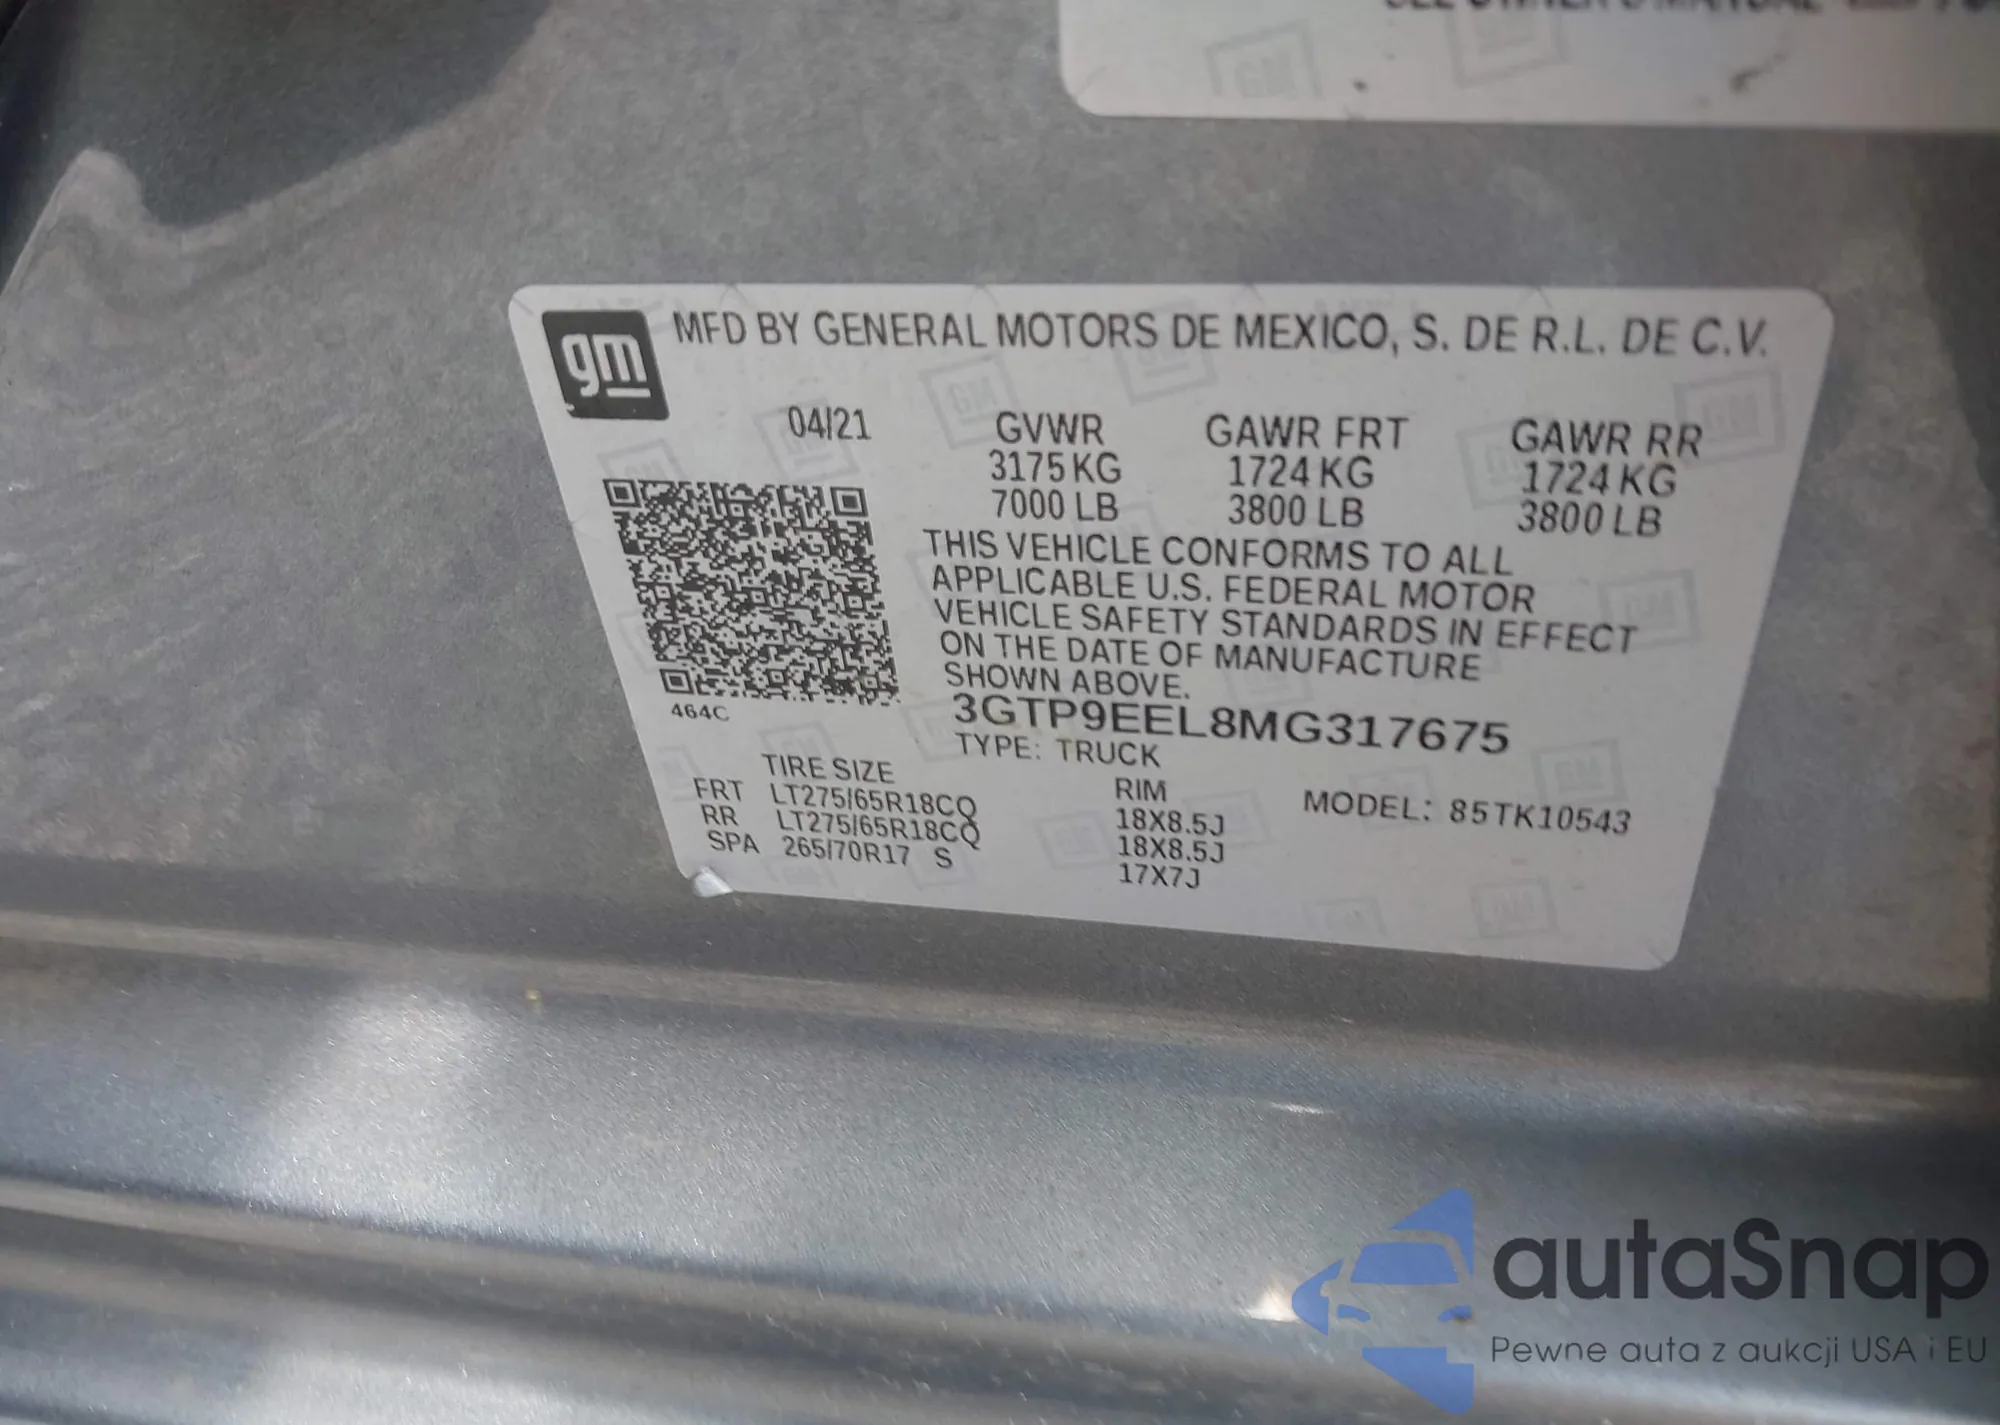 gm MFD BY GENERAL MOTORS DE MEXICO, S. DE R.L. DE C.V.
04/21 GVWR GAWR FRT GAWR RR
3175 KG 1724 KG 1724 KG
7000 LB 3800 LB 3800 LB
THIS VEHICLE CONFORMS TO ALL
APPLICABLE U.S. FEDERAL MOTOR
VEHICLE SAFETY STANDARDS IN EFFECT
ON THE DATE OF MANUFACTURE
SHOWN ABOVE.
464C 3GTP9EEL8MG317675
TYPE: TRUCK
TIRE SIZE RIM MODEL: 85TK10543
FRT LT275/65R18CQ 18X8.5J
RR LT275/65R18CQ 18X8.5J
SPA 265/70R17 S 17X7J
autaSnap
Pewne auta z aukcji USA i EU